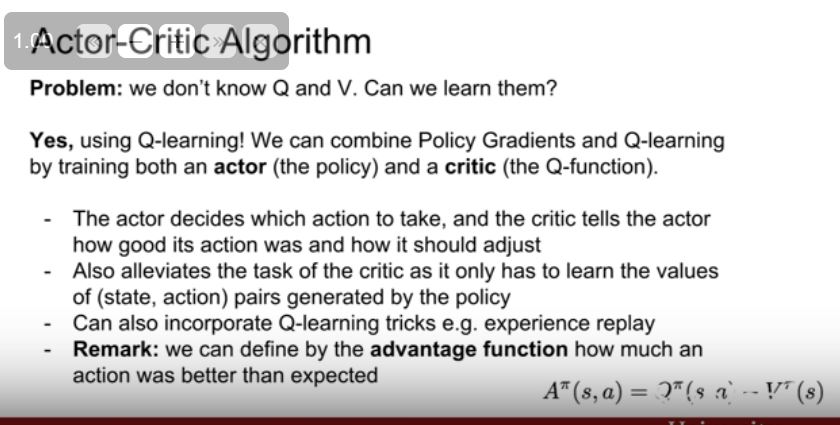 1.00
Actor-Critic Algorithm
Problem: we don't know Q and V. Can we learn them?
Yes, using Q-learning! We can combine Policy Gradients and Q-learning
by training both an actor (the policy) and a critic (the Q-function).
- The actor decides which action to take, and the critic tells the actor
how good its action was and how it should adjust
- Also alleviates the task of the critic as it only has to learn the values
of (state, action) pairs generated by the policy
- Can also incorporate Q-learning tricks e.g. experience replay
- Remark: we can define by the advantage function how much an
action was better than expected
A^π(s, a) = Q^π(s, a) - V^π(s)